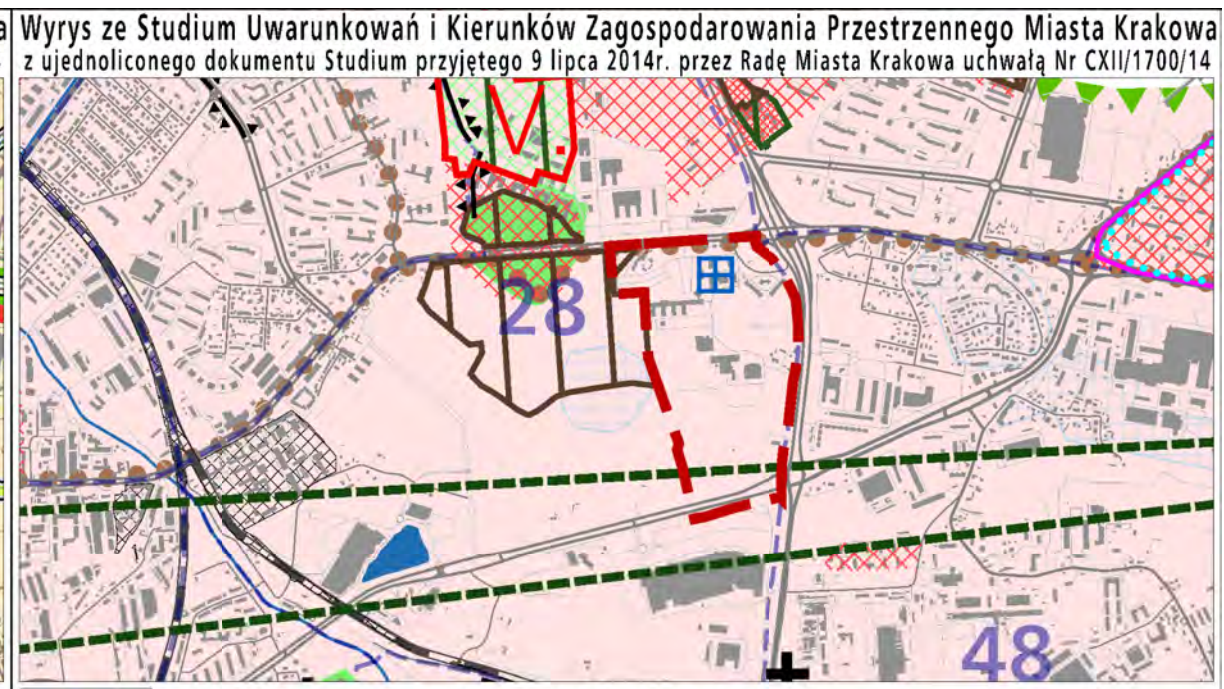 a Wyrys ze Studium Uwarunkowań i Kierunków Zagospodarowania Przestrzennego Miasta Krakowa
z ujednoliconego dokumentu Studium przyjętego 9 lipca 2014r. przez Radę Miasta Krakowa uchwałą Nr CXII/1700/14
28
48